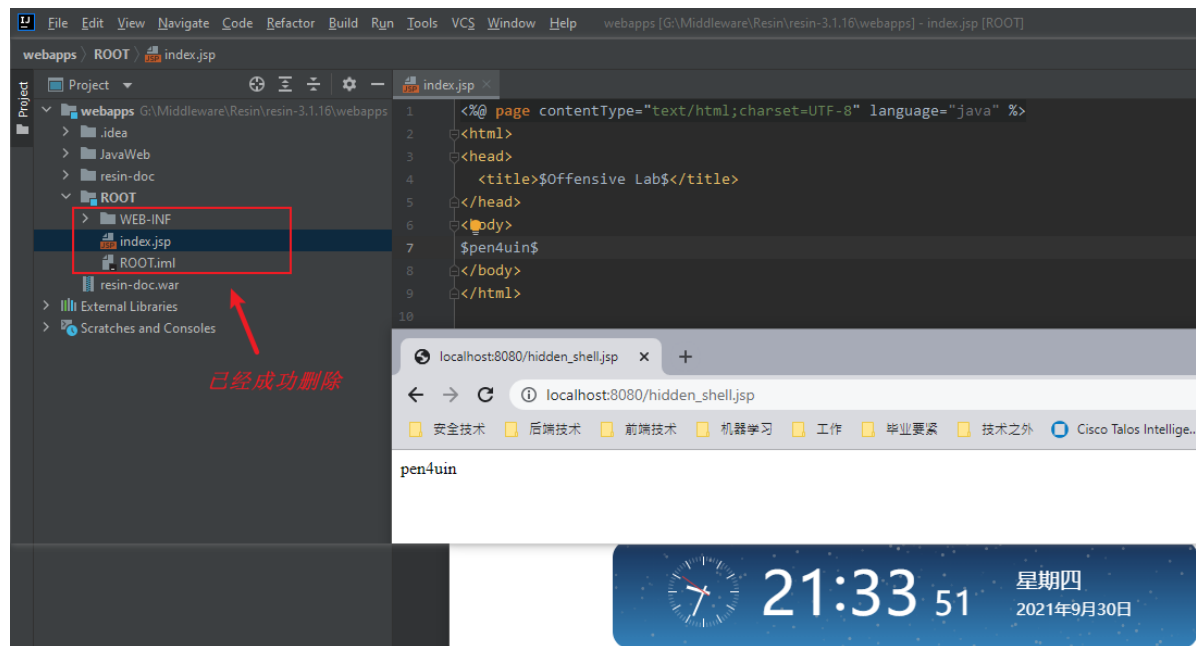 File Edit View Navigate Code Refactor Build Run Tools VCS Window Help webapps [G:\Middleware\Resin\resin-3.1.16\webapps] - index.jsp [ROOT]
webapps ROOT index.jsp
Project
Project
index.jsp
webapps G:\Middleware\Resin\resin-3.1.16\webapps
.idea
JavaWeb
resin-doc
ROOT
WEB-INF
index.jsp
ROOT.iml
resin-doc.war
External Libraries
Scratches and Consoles
已经成功删除
1 <%@ page contentType="text/html;charset=UTF-8" language="java" %>
2 <html>
3 <head>
4 <title>$Offensive Lab$</title>
5 </head>
6 <body>
7 $pen4uin$
8 </body>
9 </html>
10
localhost:8080/hidden_shell.jsp
localhost:8080/hidden_shell.jsp
安全技术 后端技术 前端技术 机器学习 工作 毕业要紧 技术之外 Cisco Talos Intellige...
pen4uin
21:33 51
星期四
2021年9月30日